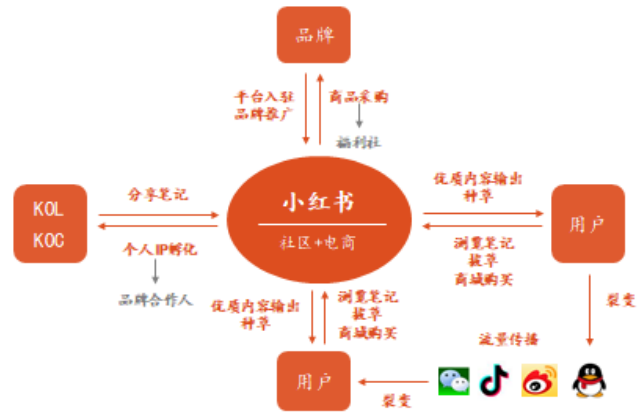 品牌
平台入驻
品牌推广
商品采购
福利社
KOL
KOC
分享笔记
个人IP孵化
品牌合作人
小红书
社区+电商
优质内容输出
种草
浏览笔记
拔草
商城购买
用户
裂变
优质内容输出
种草
浏览笔记
拔草
商城购买
流量传播
用户
裂变